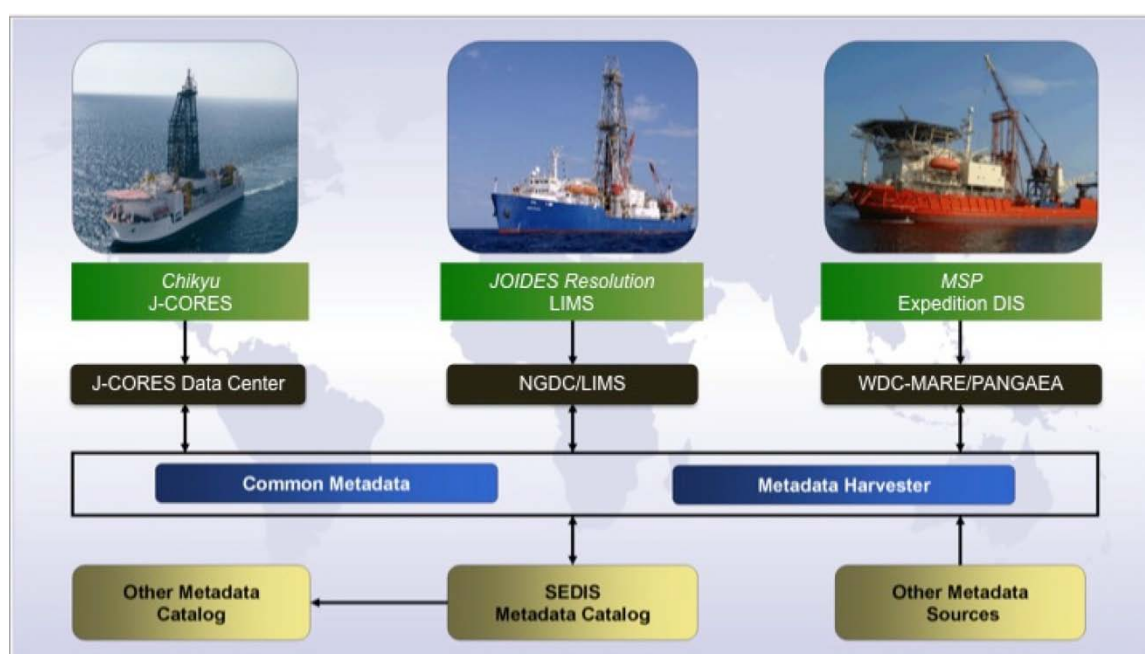 Chikyu
J-CORES
JOIDES Resolution
LIMS
MSP
Expedition DIS
J-CORES Data Center
NGDC/LIMS
WDC-MARE/PANGAEA
Common Metadata
Metadata Harvester
Other Metadata
Catalog
SEDIS
Metadata Catalog
Other Metadata
Sources